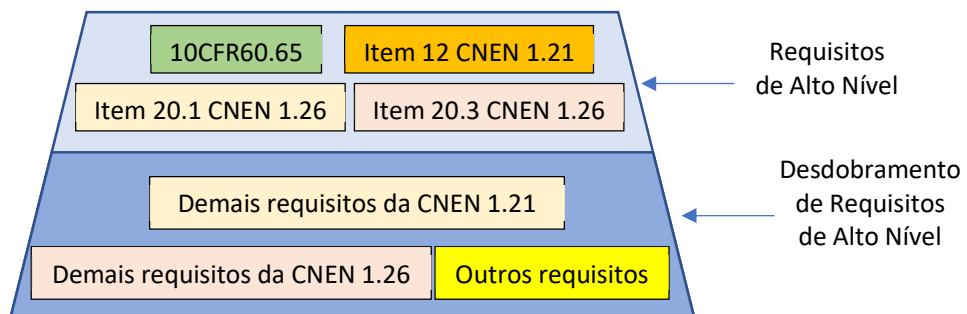 10CFR60.65
Item 12 CNEN 1.21
Item 20.1 CNEN 1.26
Item 20.3 CNEN 1.26
Requisitos
de Alto Nível
Demais requisitos da CNEN 1.21
Demais requisitos da CNEN 1.26
Outros requisitos
Desdobramento
de Requisitos
de Alto Nível